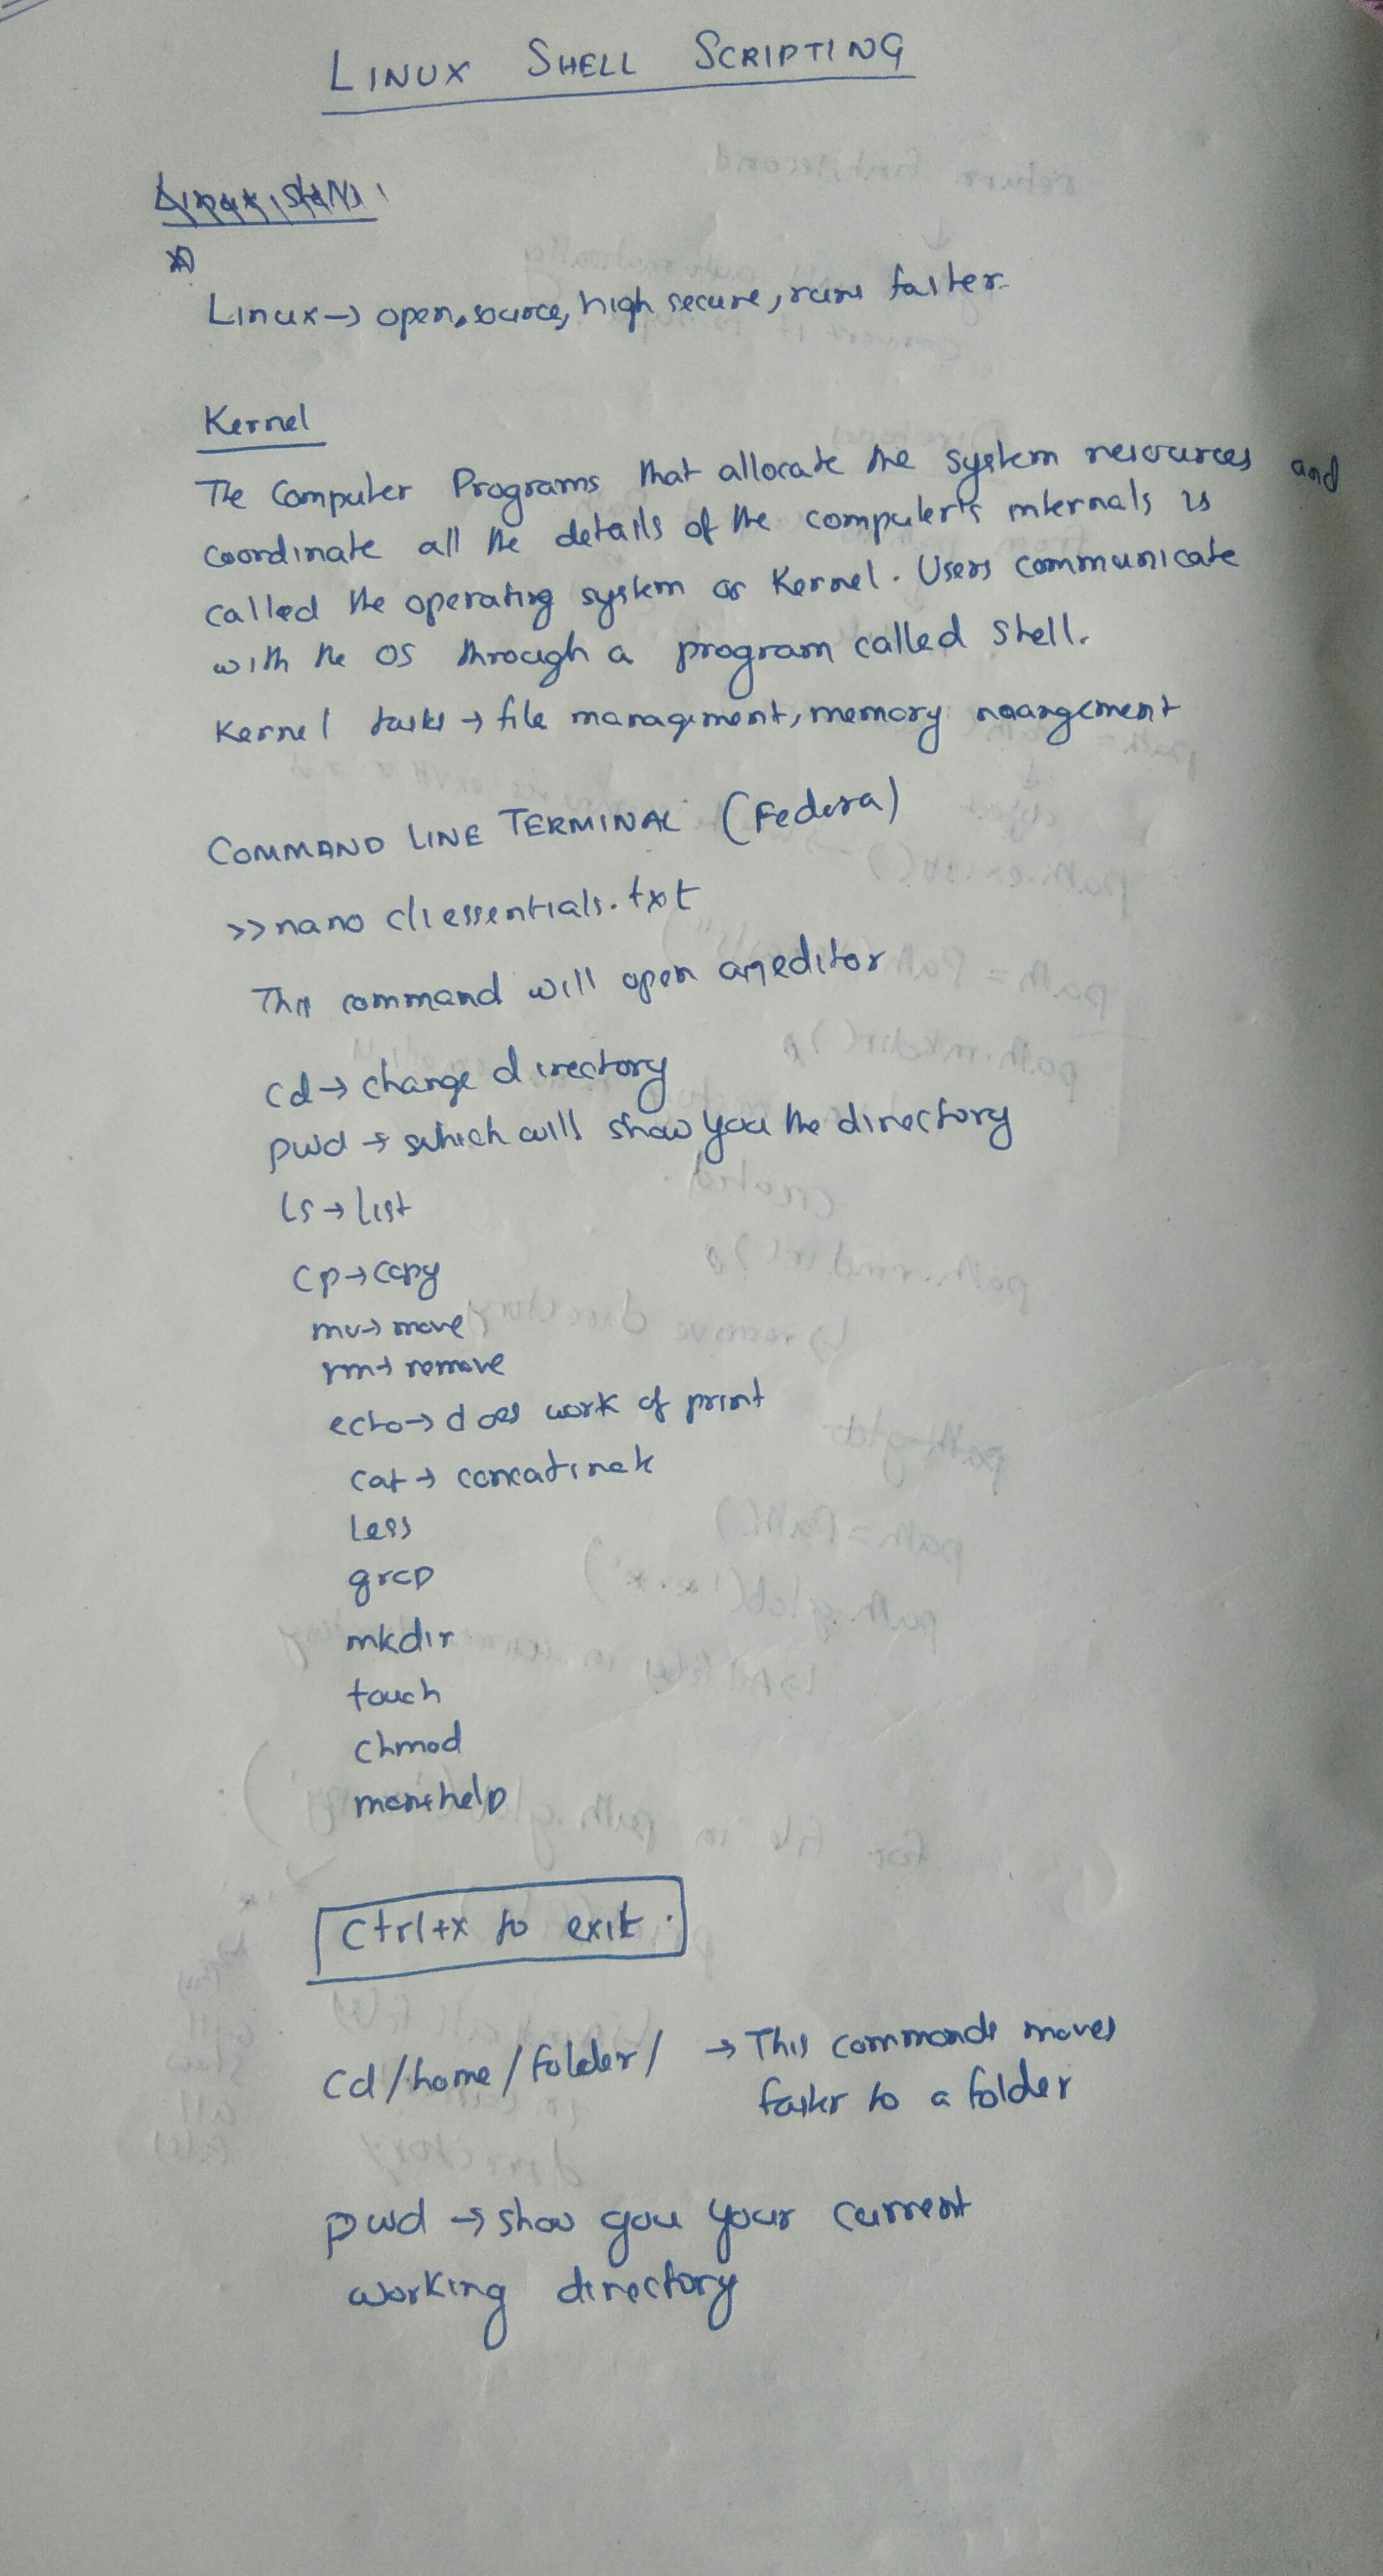 LINUX SHELL SCRIPTING
Linux → open, source, high secure, runs faster.
Kernel
The Computer Programs that allocate the system resources and
coordinate all the details of the computer's internals is
called the operating system or Kernel. Users communicate
with the OS through a program called shell.
Kernel tasks → file management, memory naangement
COMMAND LINE TERMINAL (Fedora)
>> nano cliessentials.txt
This command will open an editor
cd → change directory
pwd → which will show you the directory
ls → list
cp → copy
mv → move
rm → remove
echo → does work of print
cat → concatinate
less
grep
mkdir
touch
chmod
man+help
Ctrl+x to exit.
cd/home/folder/ → This commands moves
faster to a folder
pwd → show you your current
working directory